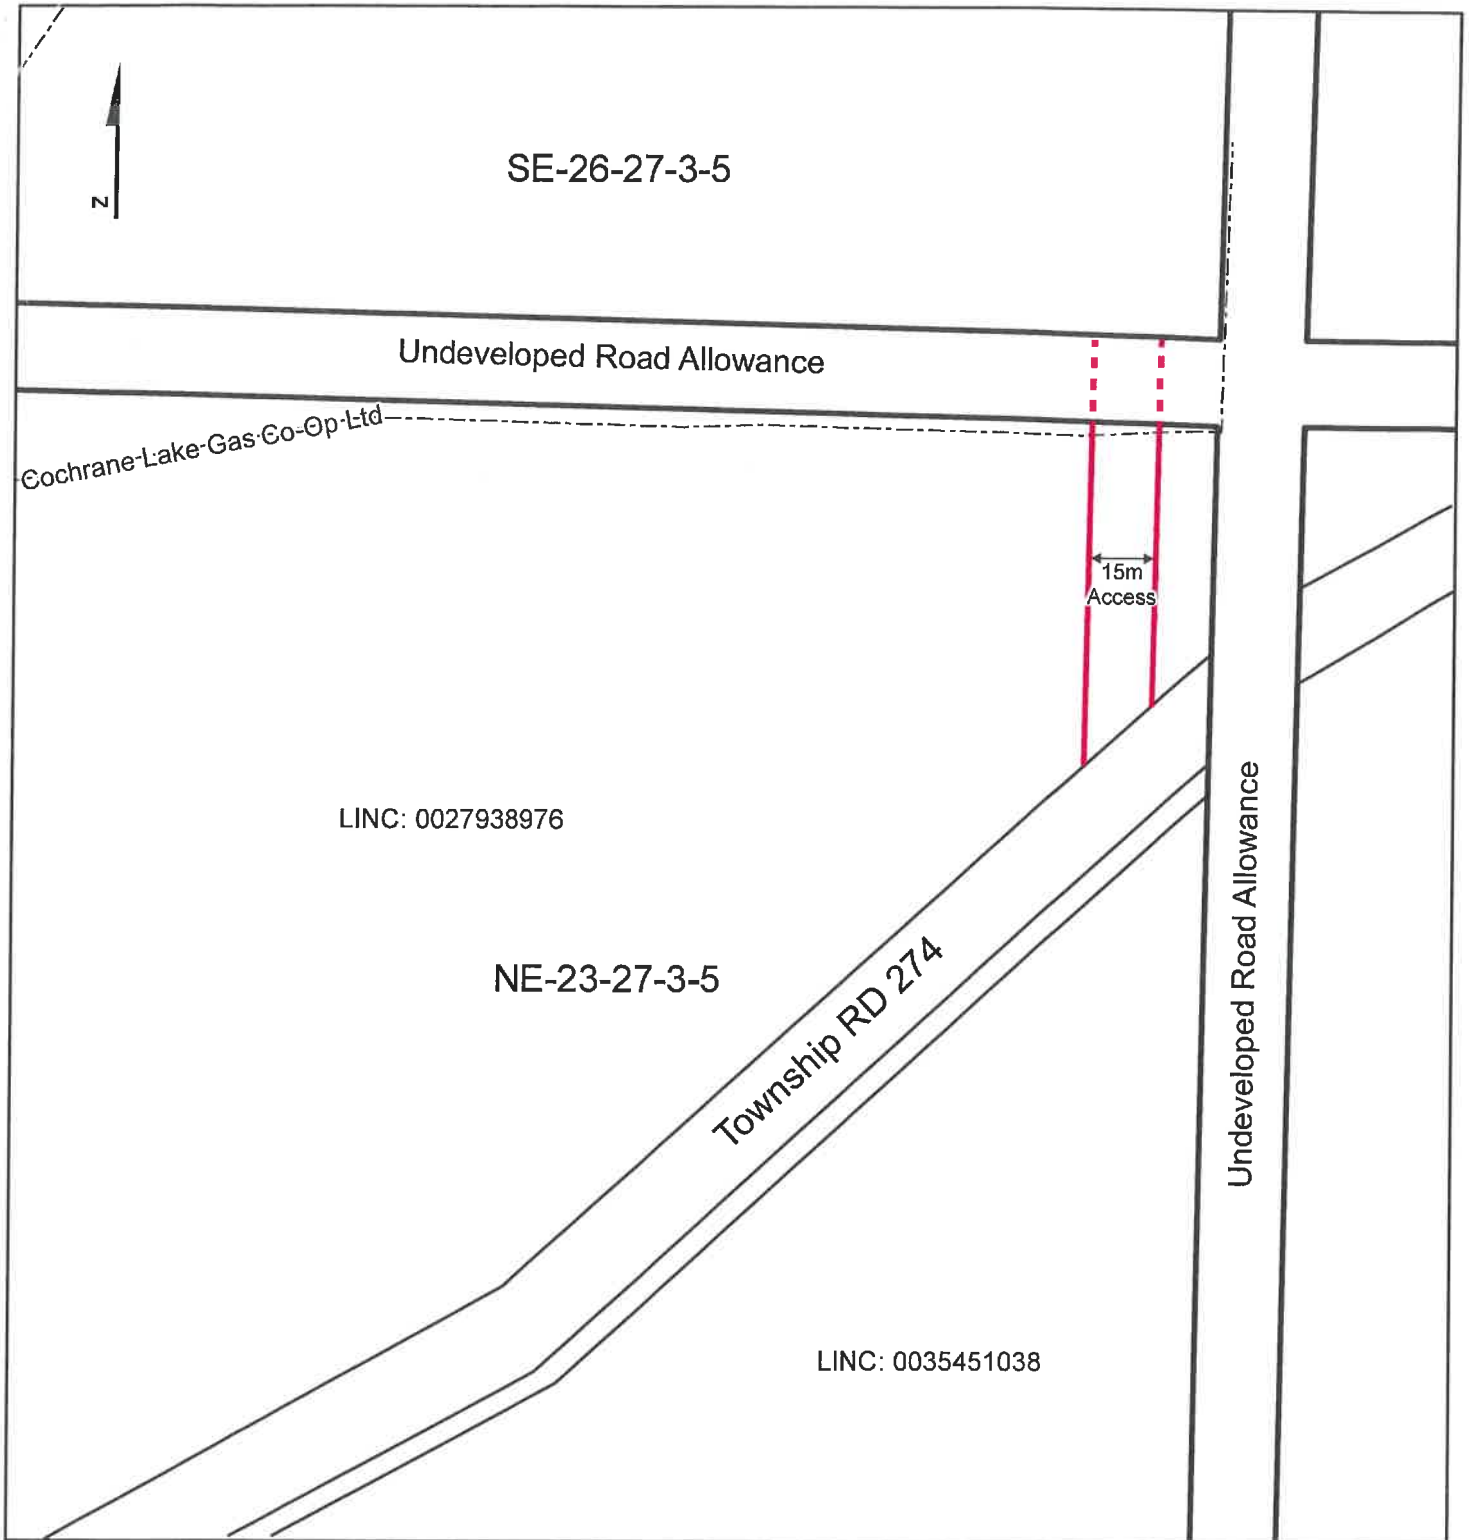 SE-26-27-3-5
N
Undeveloped Road Allowance
Cochrane-Lake-Gas-Co-Op-Ltd
15m
Access
LINC: 0027938976
NE-23-27-3-5
Township RD 274
Undeveloped Road Allowance
LINC: 0035451038